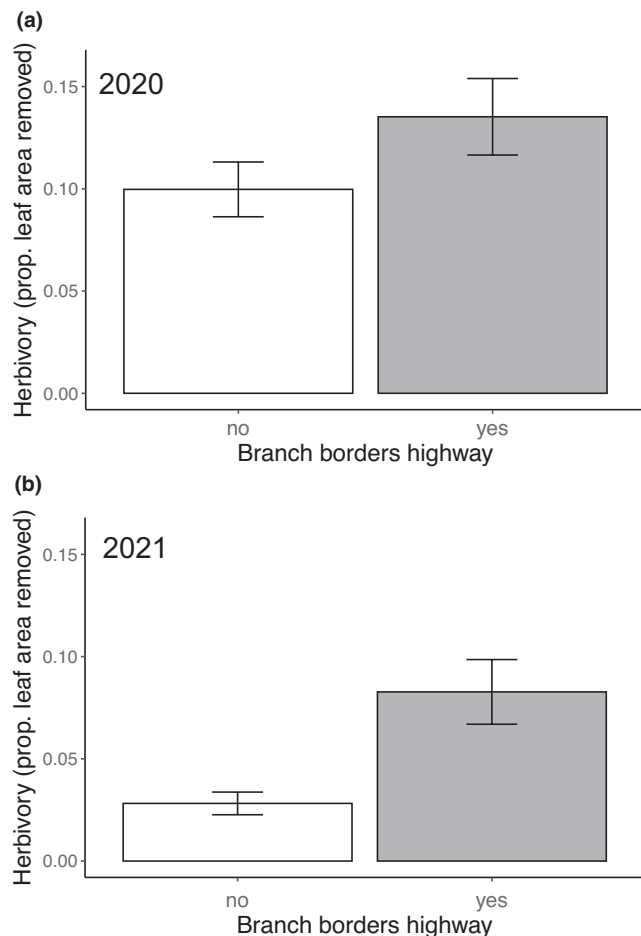 (a)
2020
Herbivory (prop. leaf area removed)
0.15
0.10
0.05
0.00
no yes
Branch borders highway
(b)
2021
Herbivory (prop. leaf area removed)
0.15
0.10
0.05
0.00
no yes
Branch borders highway